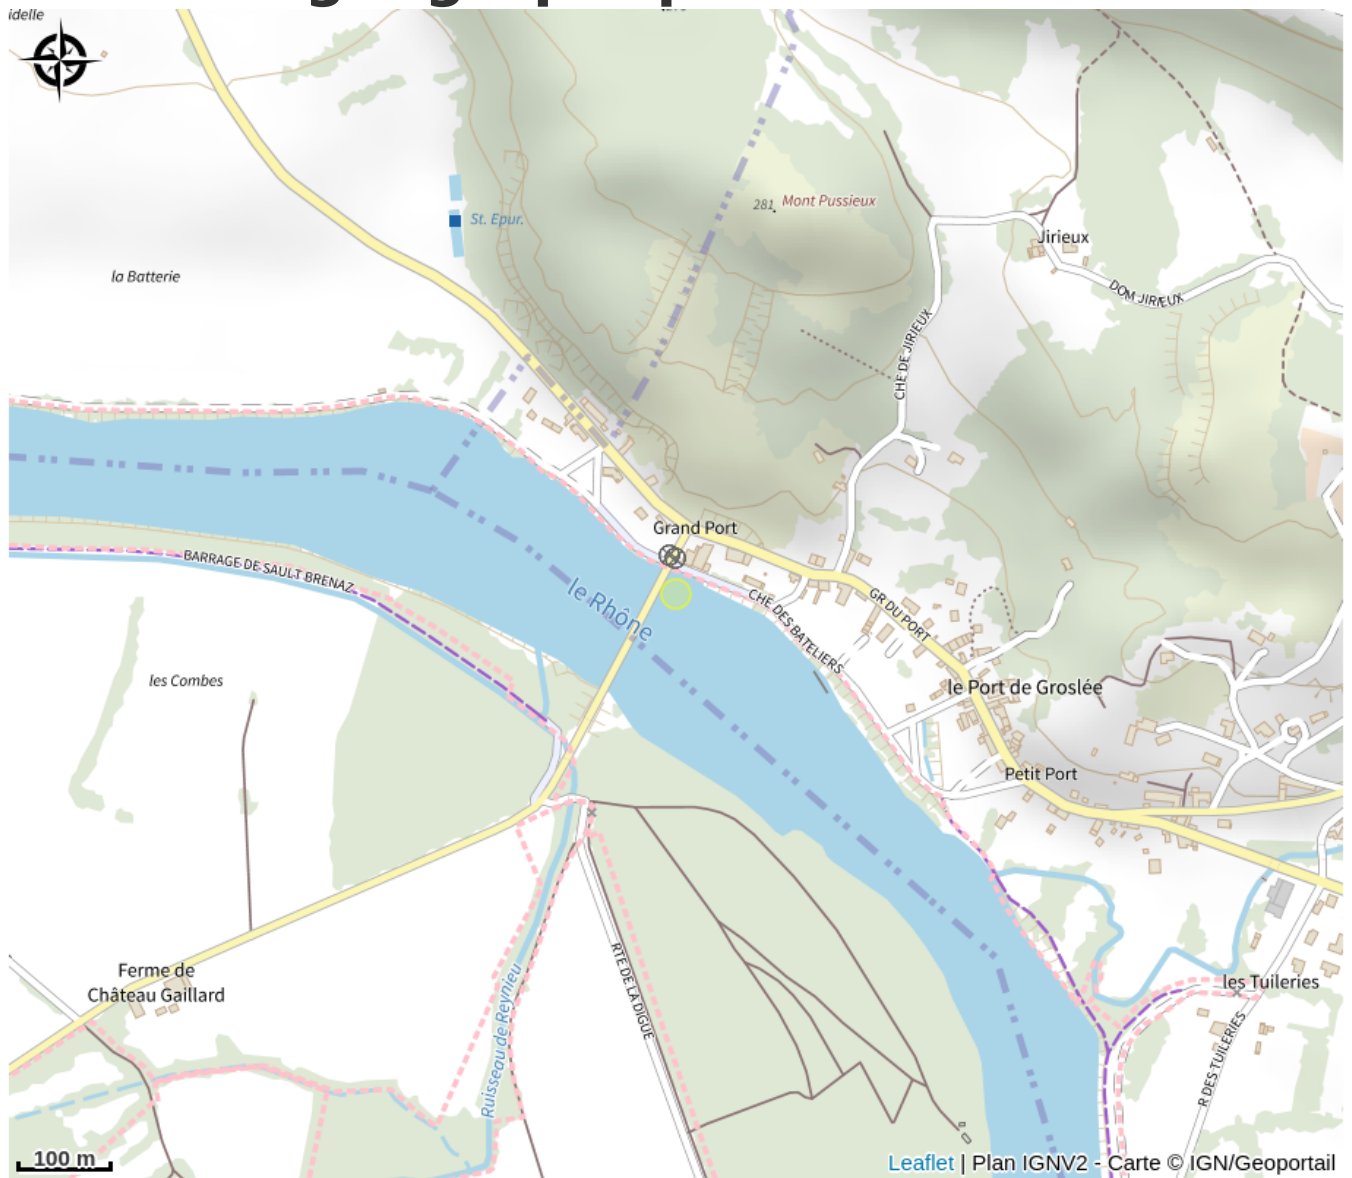 idelle
St. Epur.
281
Mont Pussieux
Jirieux
la Batterie
DOM JIRIEUX
CHE DE JIRIEUX
Grand Port
BARRAGE DE SAULT BRENAZ
le Rhône
CHE DES BATELIERS
GR DU PORT
les Combes
le Port de Groslée
Petit Port
Ferme de
Château Gaillard
RTE DE LA DIGUE
Ruisseau de Reynieu
les Tuileries
R DES TUILERIES
100 m
Leaflet | Plan IGNV2 - Carte © IGN/Geoportail